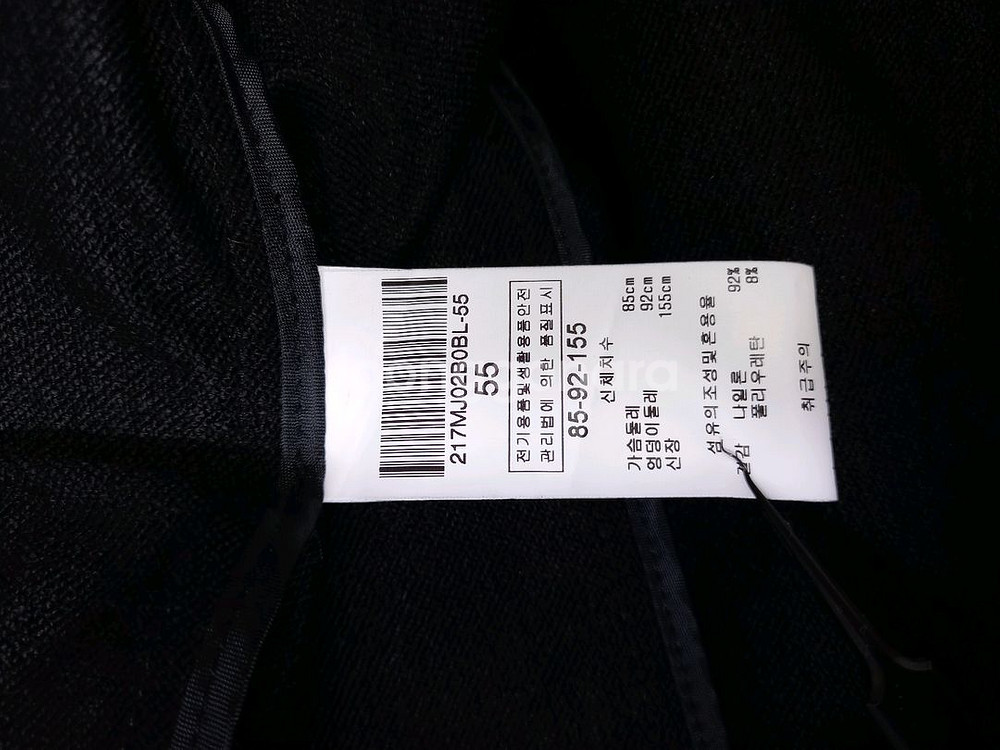 217MJ02B0BL-55
55
전기용품및생활용품안전
관리법에 의한 품질표시
85-92-155
신체치수
가슴둘레 85cm
엉덩이둘레 92cm
신장 155cm
섬유의조성및혼용율
겉감 나일론 92%
폴리우레탄 8%
취급주의